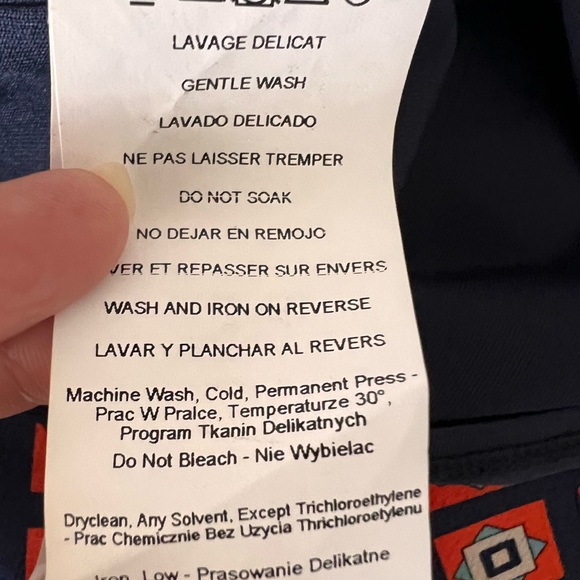 LAVAGE DELICAT
GENTLE WASH
LAVADO DELICADO
NE PAS LAISSER TREMPER
DO NOT SOAK
NO DEJAR EN REMOJO
ET REPASSER SUR ENVERS
WASH AND IRON ON REVERSE
LAVAR Y PLANCHAR AL REVERS
Machine Wash, Cold, Permanent Press -
Prac W Pralce, Temperaturze 30°,
Program Tkanin Delikatnych
Do Not Bleach - Nie Wybielac
Dryclean, Any Solvent, Except Trichloroethylene
- Prac Chemicznie Bez Uzycia Thrichloroetylenu
Iron, Low - Prasowanie Delikatne